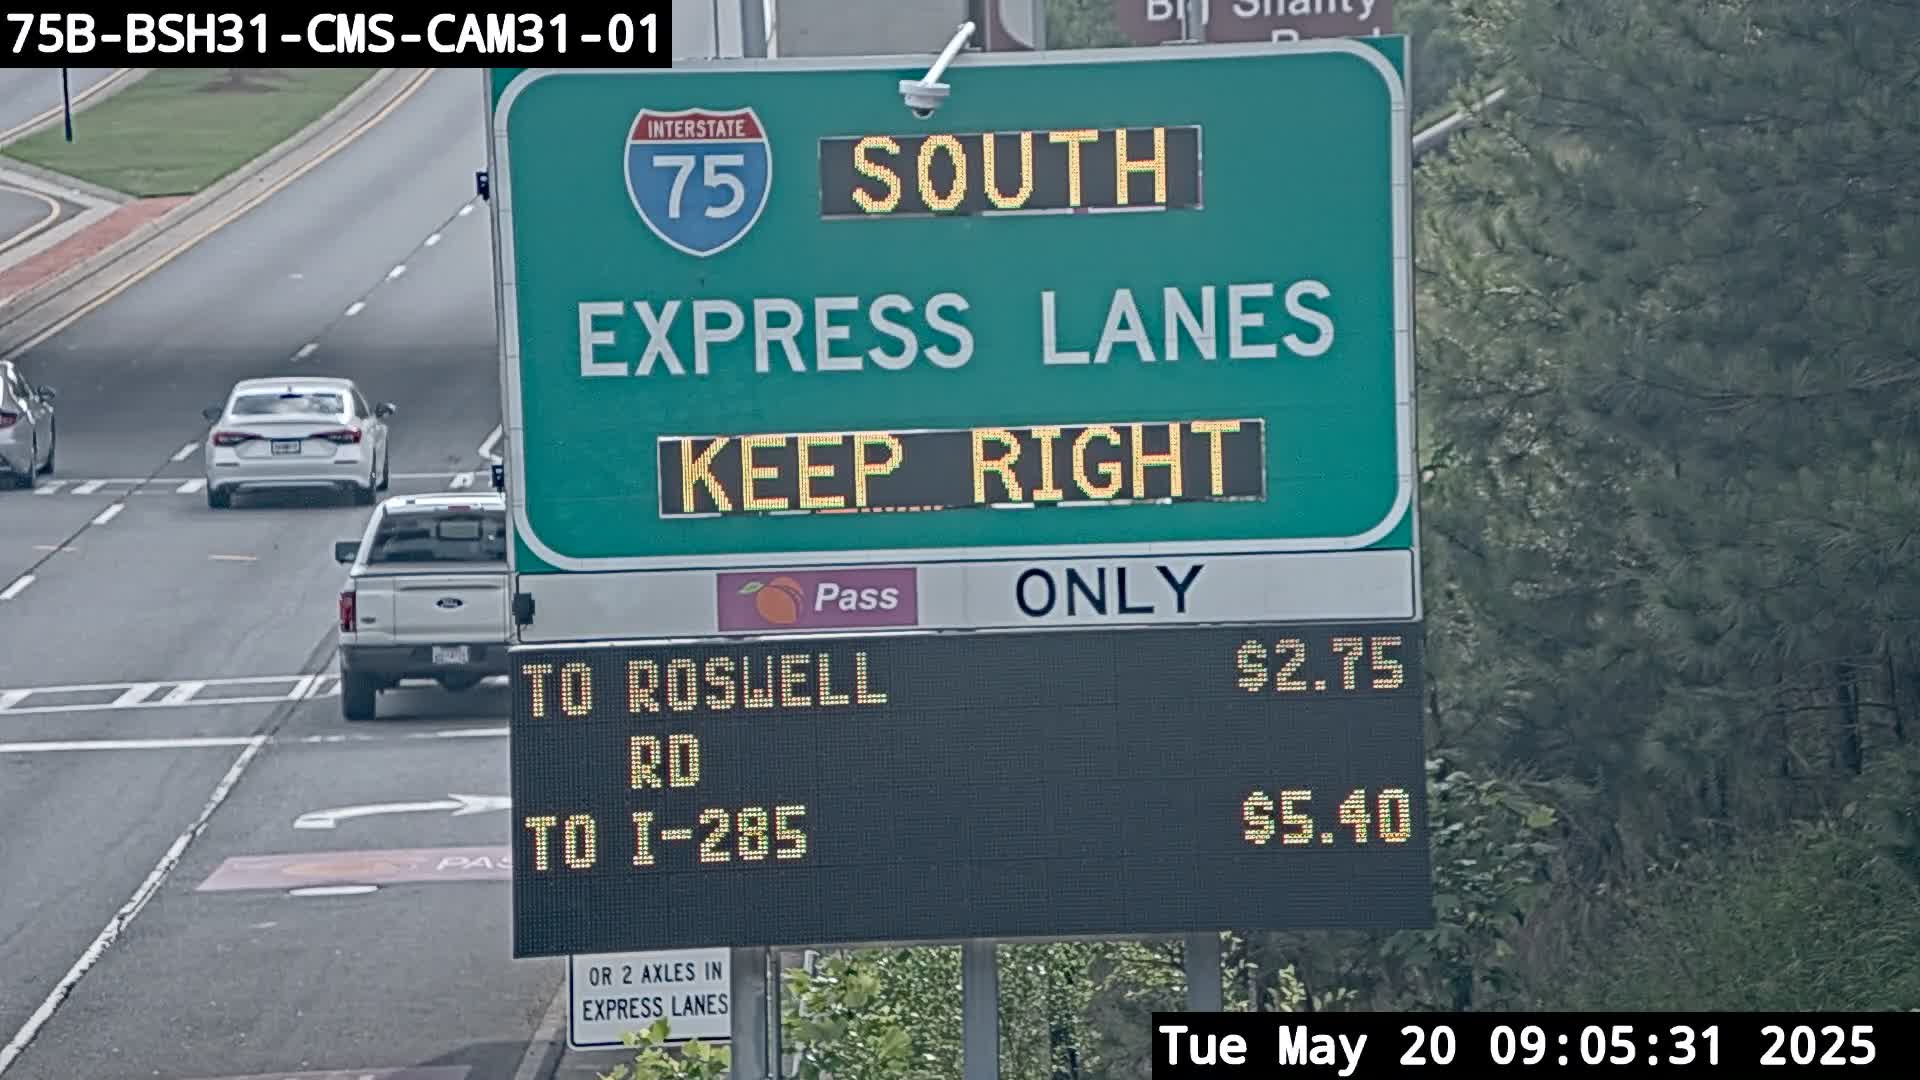 75B-BSH31-CMS-CAM31-01
Shanty
INTERSTATE
75
SOUTH
EXPRESS LANES
KEEP RIGHT
Pass
ONLY
TO ROSWELL $2.75
RD
TO I-285 $5.40
OR 2 AXLES IN
EXPRESS LANES
Tue May 20 09:05:31 2025